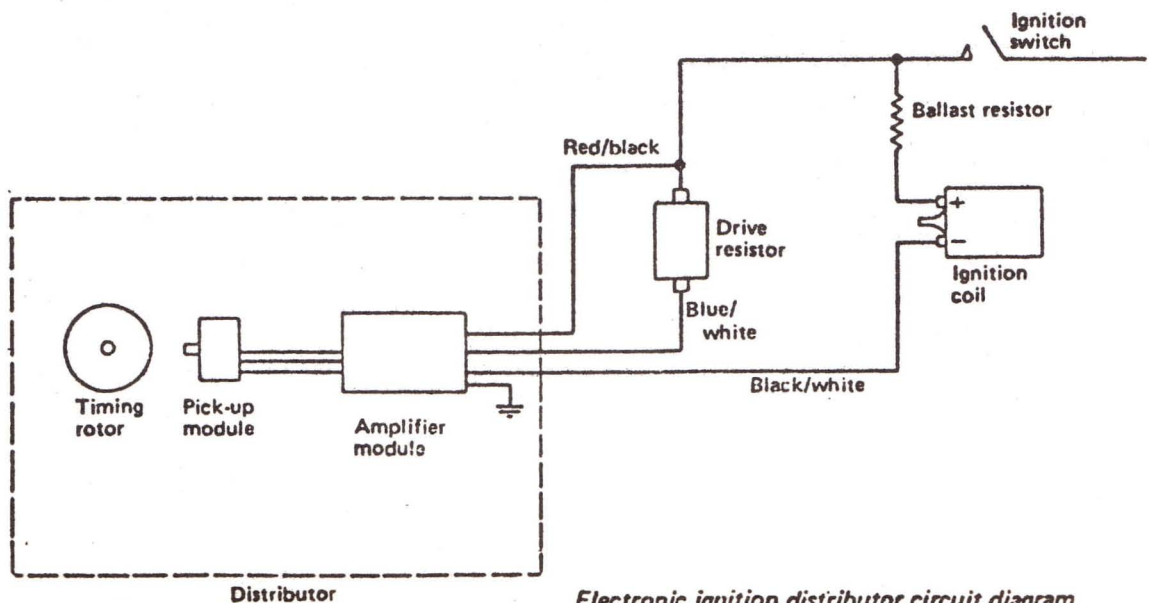 Ignition
switch
Ballast resistor
Red/black
Drive
resistor
+
-
Ignition
coil
Blue/
white
Black/white
Timing
rotor
Pick-up
module
Amplifier
module
Distributor
Electronic ignition distributor circuit diagram